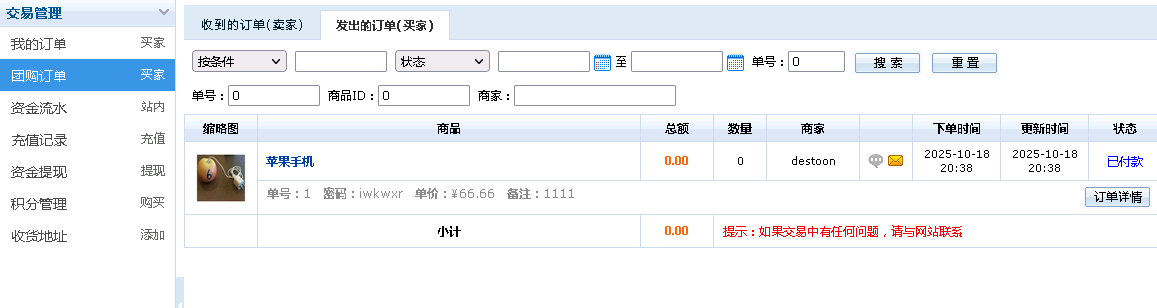 交易管理
我的订单 买家
团购订单 买家
资金流水 站内
充值记录 充值
资金提现 提现
积分管理 购买
收货地址 添加
收到的订单(卖家) 发出的订单(买家)
按条件 状态 至 单号：0 搜 索 重 置
单号：0 商品ID：0 商家：
缩略图 商品 总额 数量 商家 下单时间 更新时间 状态
苹果手机 0.00 0 destoon 2025-10-18 20:38 2025-10-18 20:38 已付款
单号：1 密码：iwkwxr 单价：¥66.66 备注：1111 订单详情
小计 0.00 提示：如果交易中有任何问题，请与网站联系